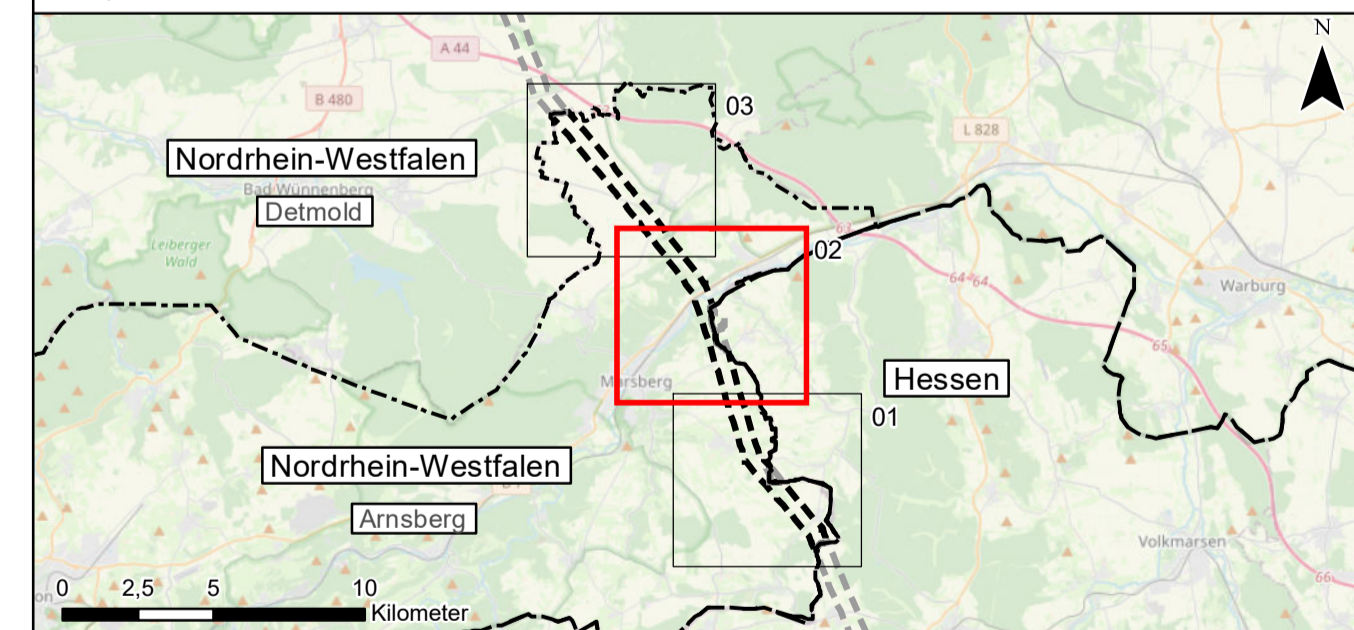 N
A 44
B 480
03
L 828
Nordrhein-Westfalen
Bad Wünnenberg
Detmold
63
02
Leiberger
Wald
64-64
Warburg
65
Marsberg
Hessen
01
Nordrhein-Westfalen
Arnsberg
Volkmarsen
66
0 2,5 5 10
Kilometer